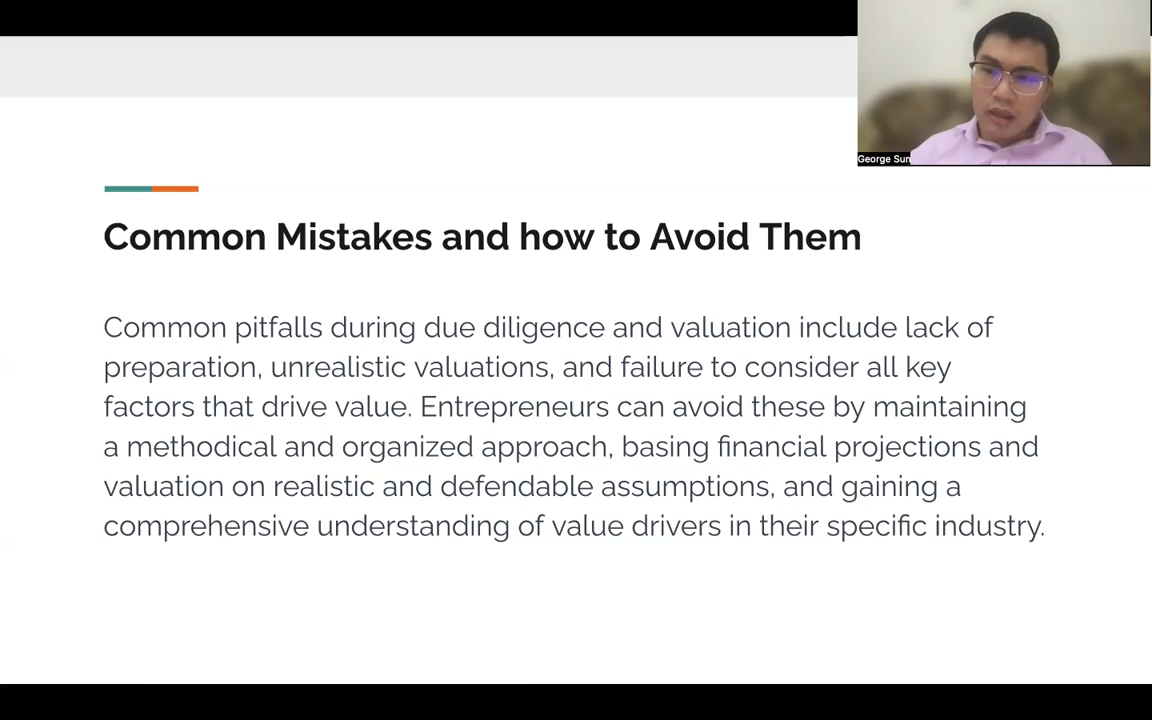 George Sun
Common Mistakes and how to Avoid Them
Common pitfalls during due diligence and valuation include lack of
preparation, unrealistic valuations, and failure to consider all key
factors that drive value. Entrepreneurs can avoid these by maintaining
a methodical and organized approach, basing financial projections and
valuation on realistic and defendable assumptions, and gaining a
comprehensive understanding of value drivers in their specific industry.